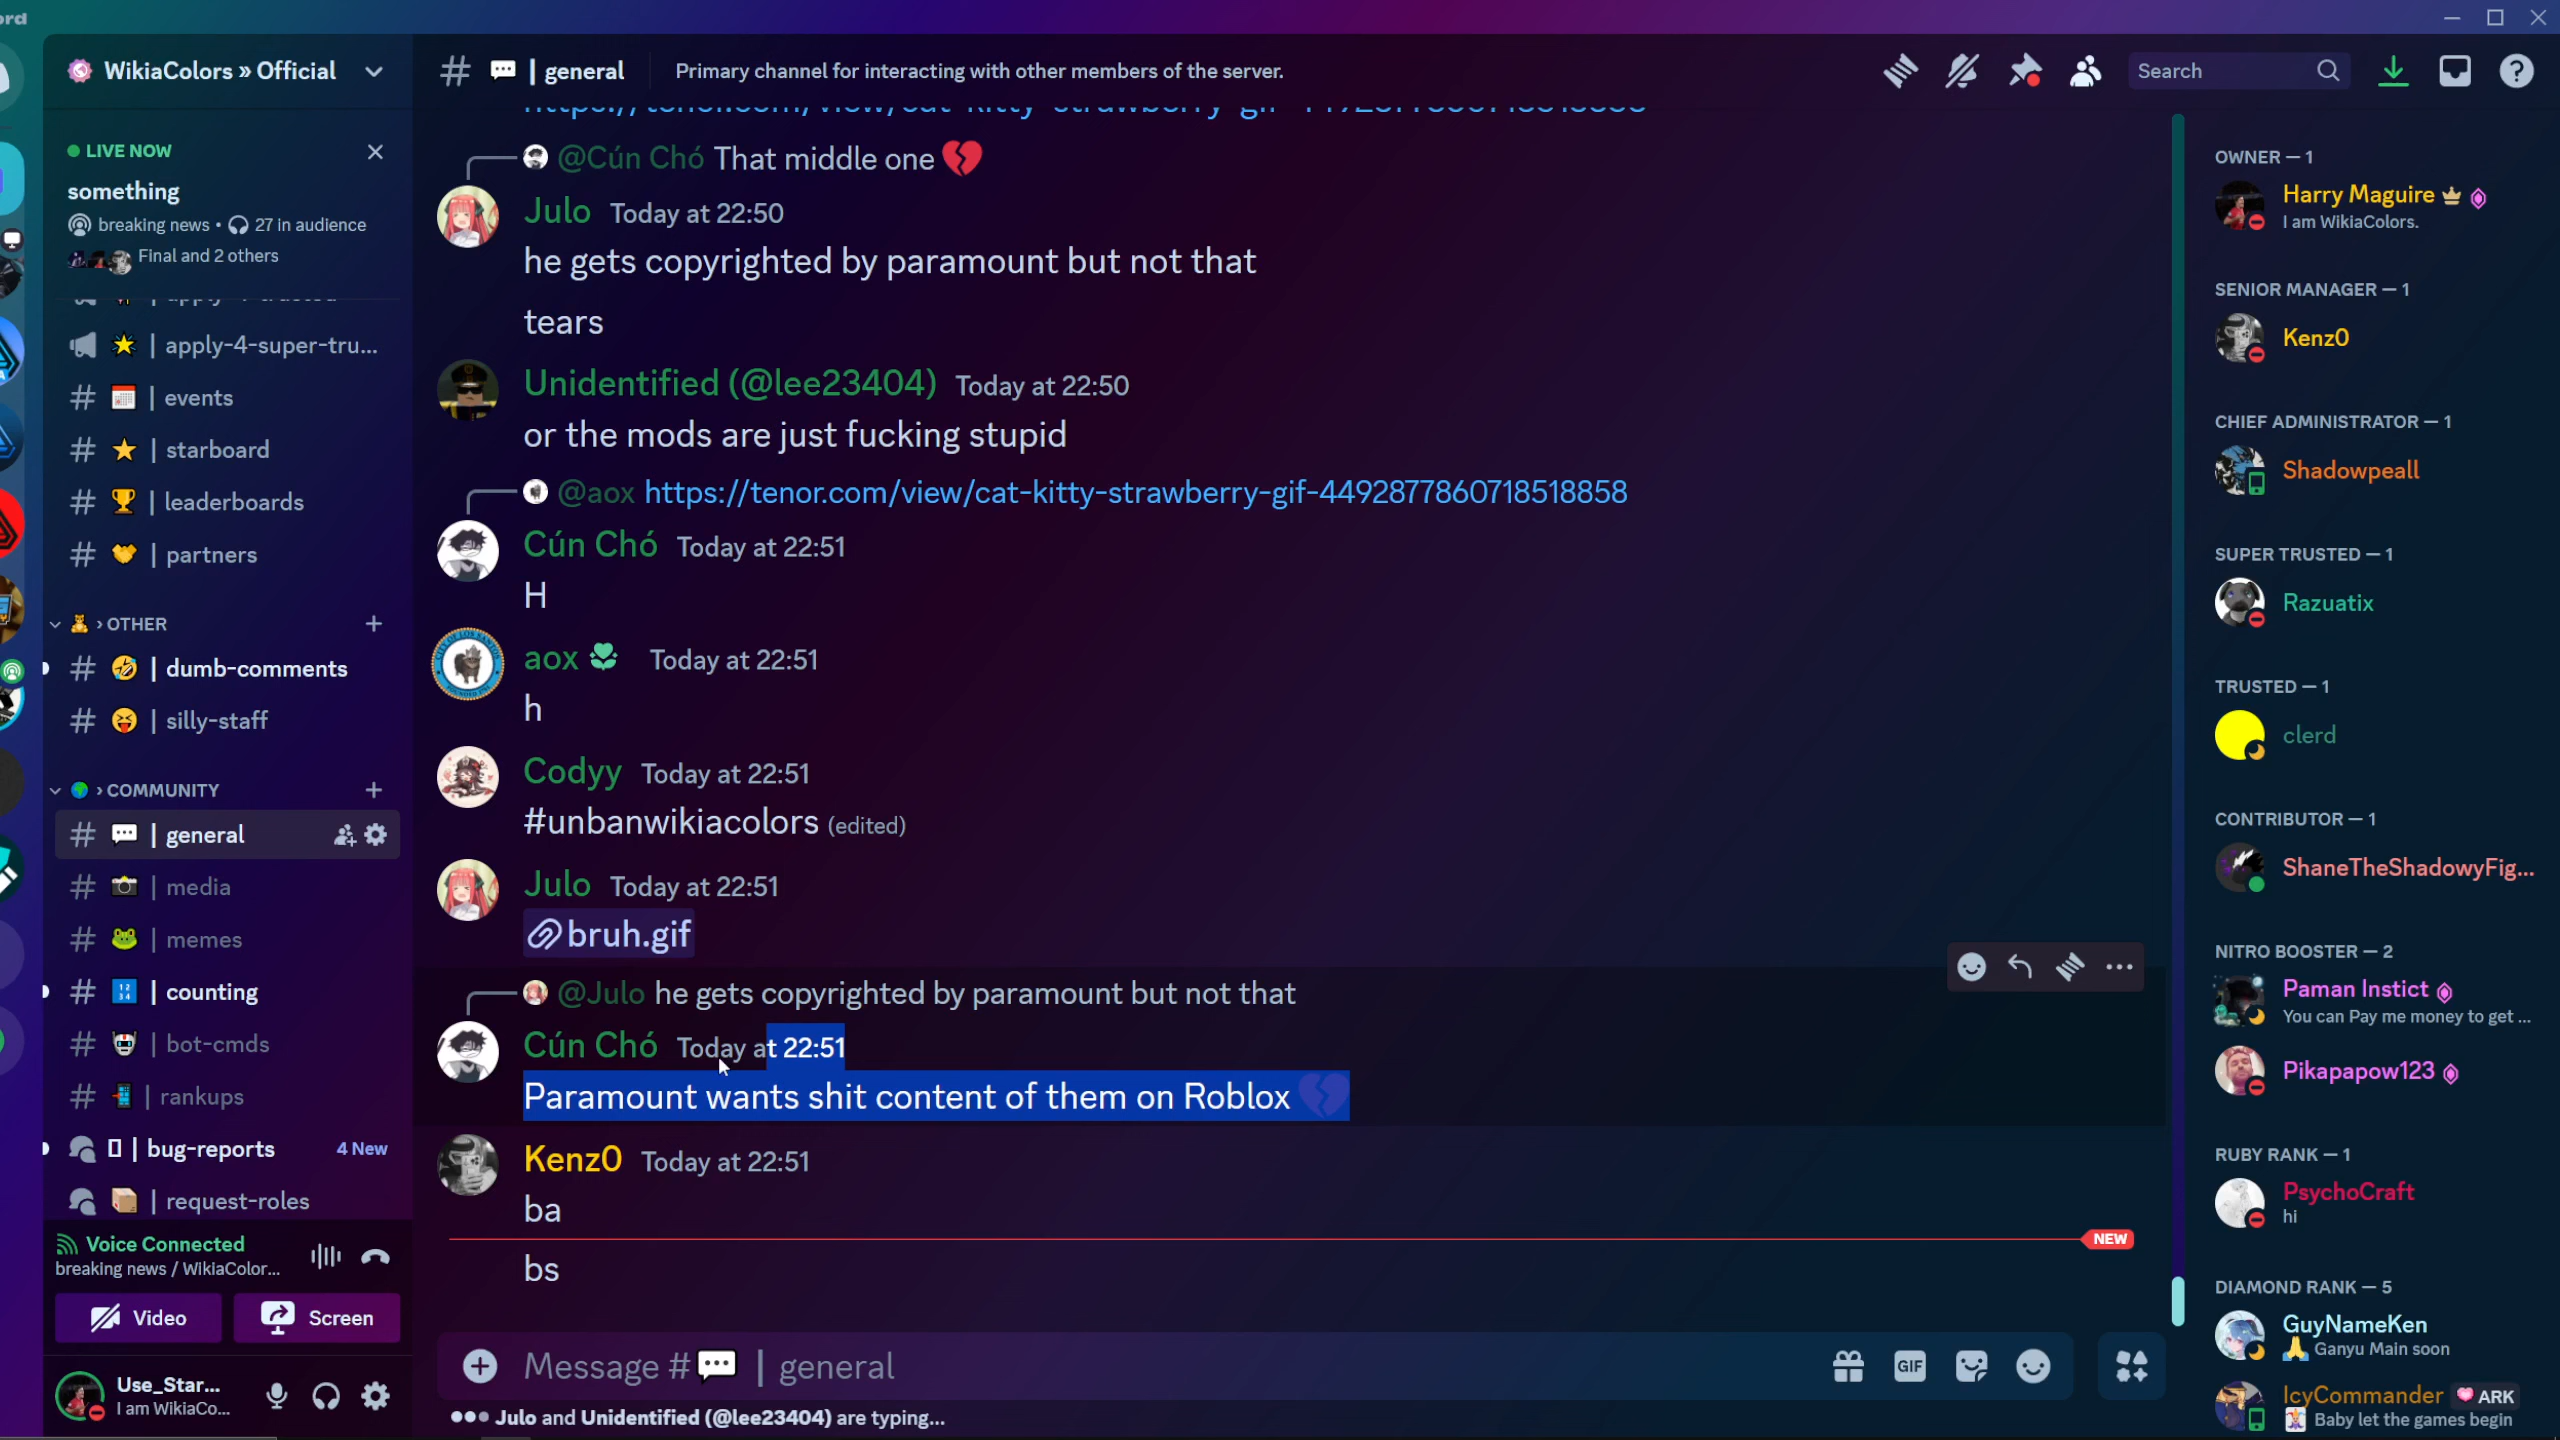 ord
WikiaColors » Official
LIVE NOW
something
breaking news • 27 in audience
Final and 2 others
| apply-4-super-tru...
| events
| starboard
| leaderboards
| partners
› OTHER
| dumb-comments
| silly-staff
› COMMUNITY
| general
| media
| memes
| counting
| bot-cmds
| rankups
| bug-reports 4 New
| request-roles
Voice Connected
breaking news / WikiaColor...
Video Screen
Use_Star...
I am WikiaCo...
# | general Primary channel for interacting with other members of the server. Search
@Cún Chó That middle one 💔
Julo Today at 22:50
he gets copyrighted by paramount but not that
tears
Unidentified (@lee23404) Today at 22:50
or the mods are just fucking stupid
@aox https://tenor.com/view/cat-kitty-strawberry-gif-4492877860718518858
Cún Chó Today at 22:51
H
aox Today at 22:51
h
Codyy Today at 22:51
#unbanwikiacolors (edited)
Julo Today at 22:51
bruh.gif
@Julo he gets copyrighted by paramount but not that
Cún Chó Today at 22:51
Paramount wants shit content of them on Roblox 💔
Kenz0 Today at 22:51
ba
NEW
bs
Message # 💬 | general GIF
Julo and Unidentified (@lee23404) are typing...
OWNER — 1
Harry Maguire
I am WikiaColors.
SENIOR MANAGER — 1
Kenz0
CHIEF ADMINISTRATOR — 1
Shadowpeall
SUPER TRUSTED — 1
Razuatix
TRUSTED — 1
clerd
CONTRIBUTOR — 1
ShaneTheShadowyFig...
NITRO BOOSTER — 2
Paman Instict
You can Pay me money to get ...
Pikapapow123
RUBY RANK — 1
PsychoCraft
hi
DIAMOND RANK — 5
GuyNameKen
Ganyu Main soon
IcyCommander ARK
Baby let the games begin